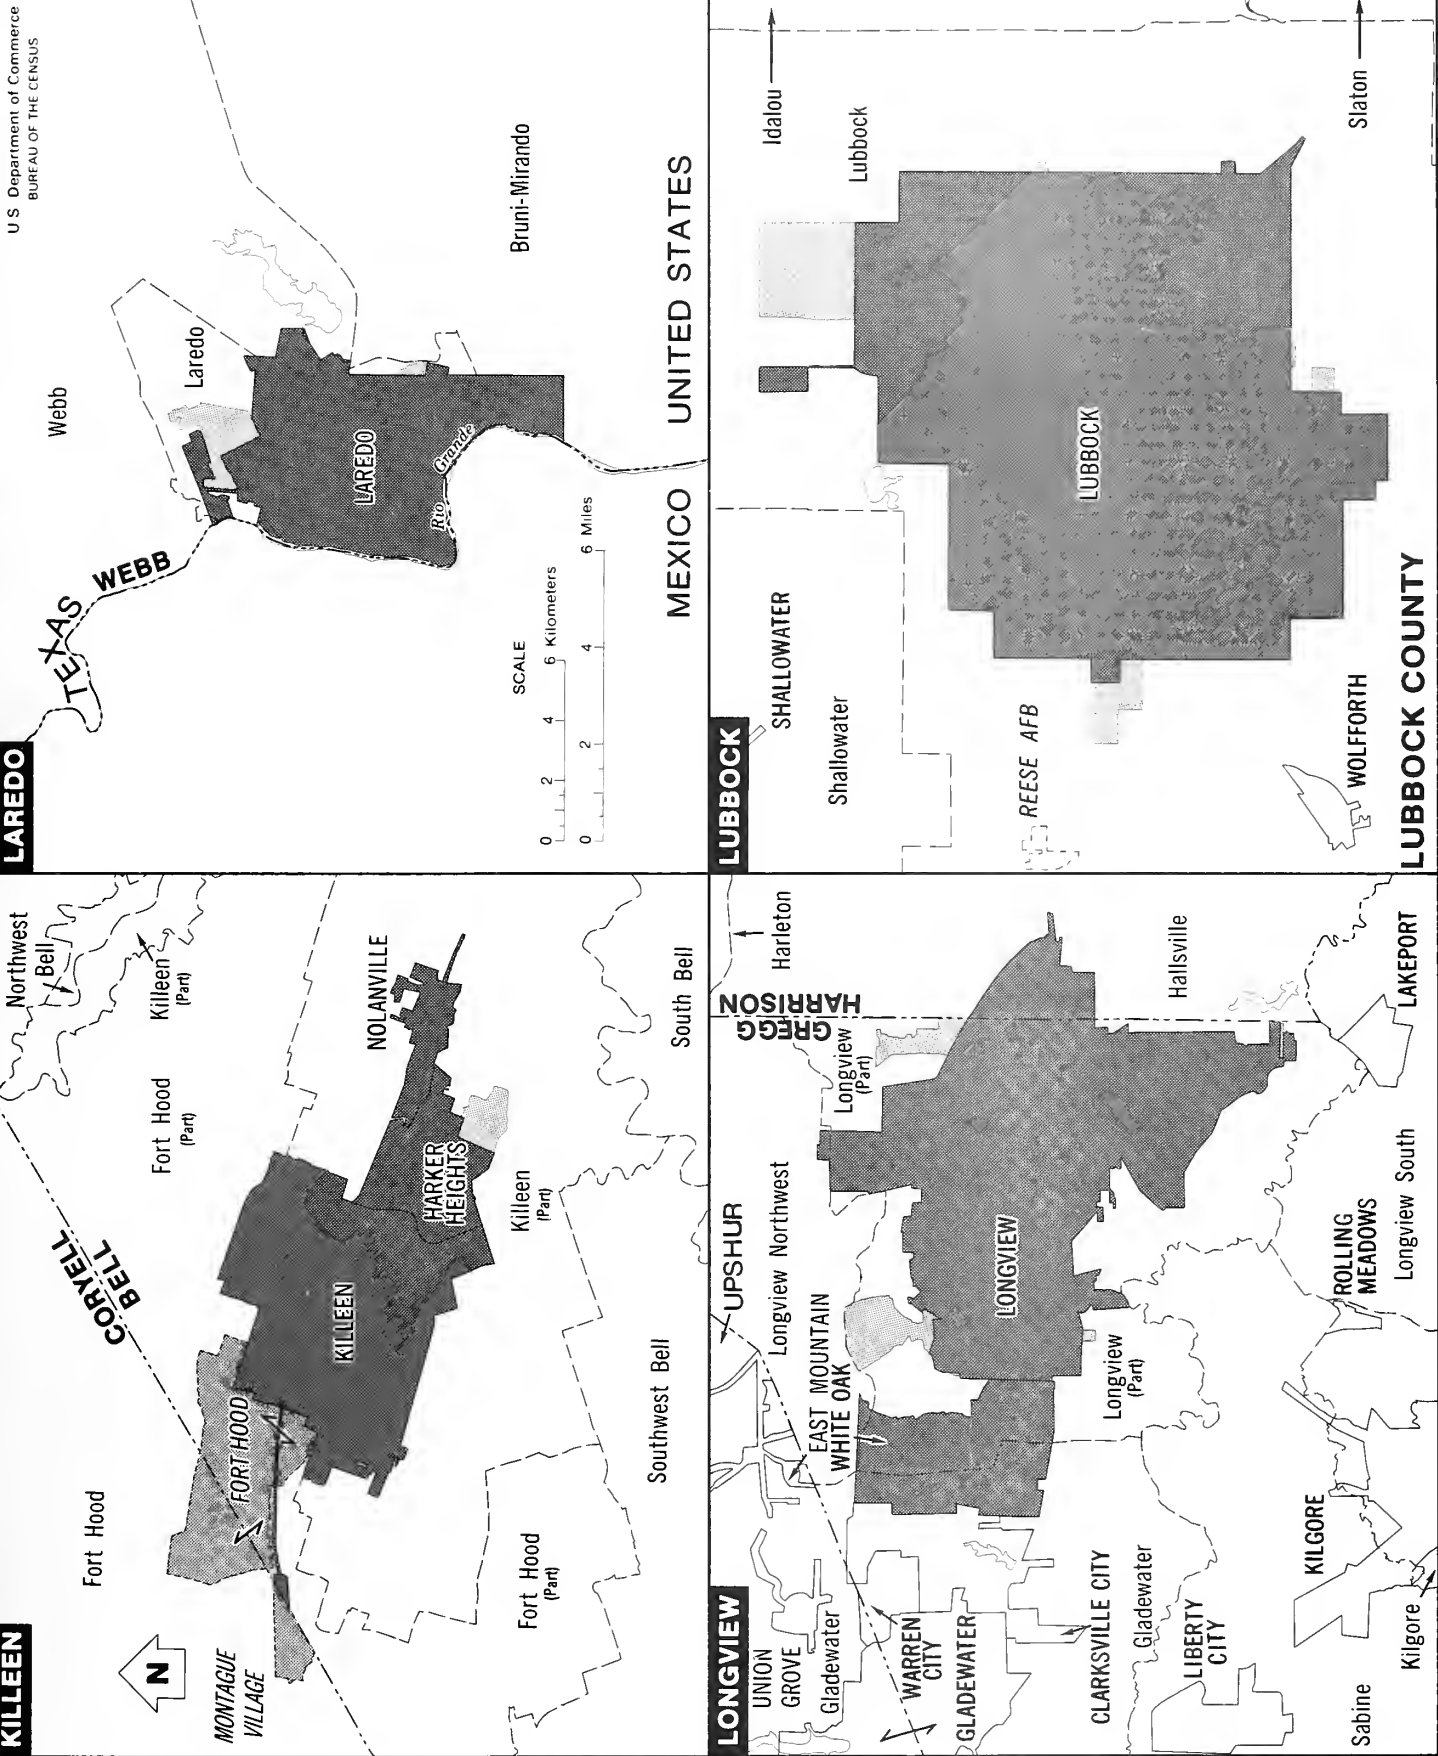 KILLEEN
Fort Hood
CORYELL
BELL
Fort Hood
(Part)
Northwest
Bell
Killeen
(Part)
N
MONTAGUE
VILLAGE
FORT HOOD
KILLEEN
HARKER
HEIGHTS
NOLANVILLE
Killeen
(Part)
Fort Hood
(Part)
Southwest Bell
South Bell
LAREDO
U S Department of Commerce
BUREAU OF THE CENSUS
TEXAS
WEBB
Webb
Laredo
LAREDO
Rio
Grande
Bruni-Mirando
SCALE
0 2 4 6 Kilometers
0 2 4 6 Miles
MEXICO
UNITED STATES
LONGVIEW
UPSHUR
GREGG
HARRISON
Harleton
UNION
GROVE
Gladewater
EAST MOUNTAIN
WHITE OAK
Longview Northwest
Longview
(Part)
WARREN
CITY
GLADEWATER
LONGVIEW
CLARKSVILLE CITY
Gladewater
Longview
(Part)
Hallsville
LIBERTY
CITY
KILGORE
ROLLING
MEADOWS
Longview South
LAKEPORT
Sabine
Kilgore
LUBBOCK
SHALLOWATER
Shallowater
Idalou
Lubbock
REESE AFB
LUBBOCK
WOLFFORTH
Slaton
LUBBOCK COUNTY